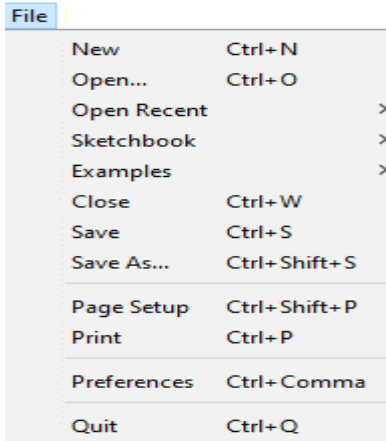 File
New Ctrl+N
Open... Ctrl+O
Open Recent >
Sketchbook >
Examples >
Close Ctrl+W
Save Ctrl+S
Save As... Ctrl+Shift+S
Page Setup Ctrl+Shift+P
Print Ctrl+P
Preferences Ctrl+Comma
Quit Ctrl+Q